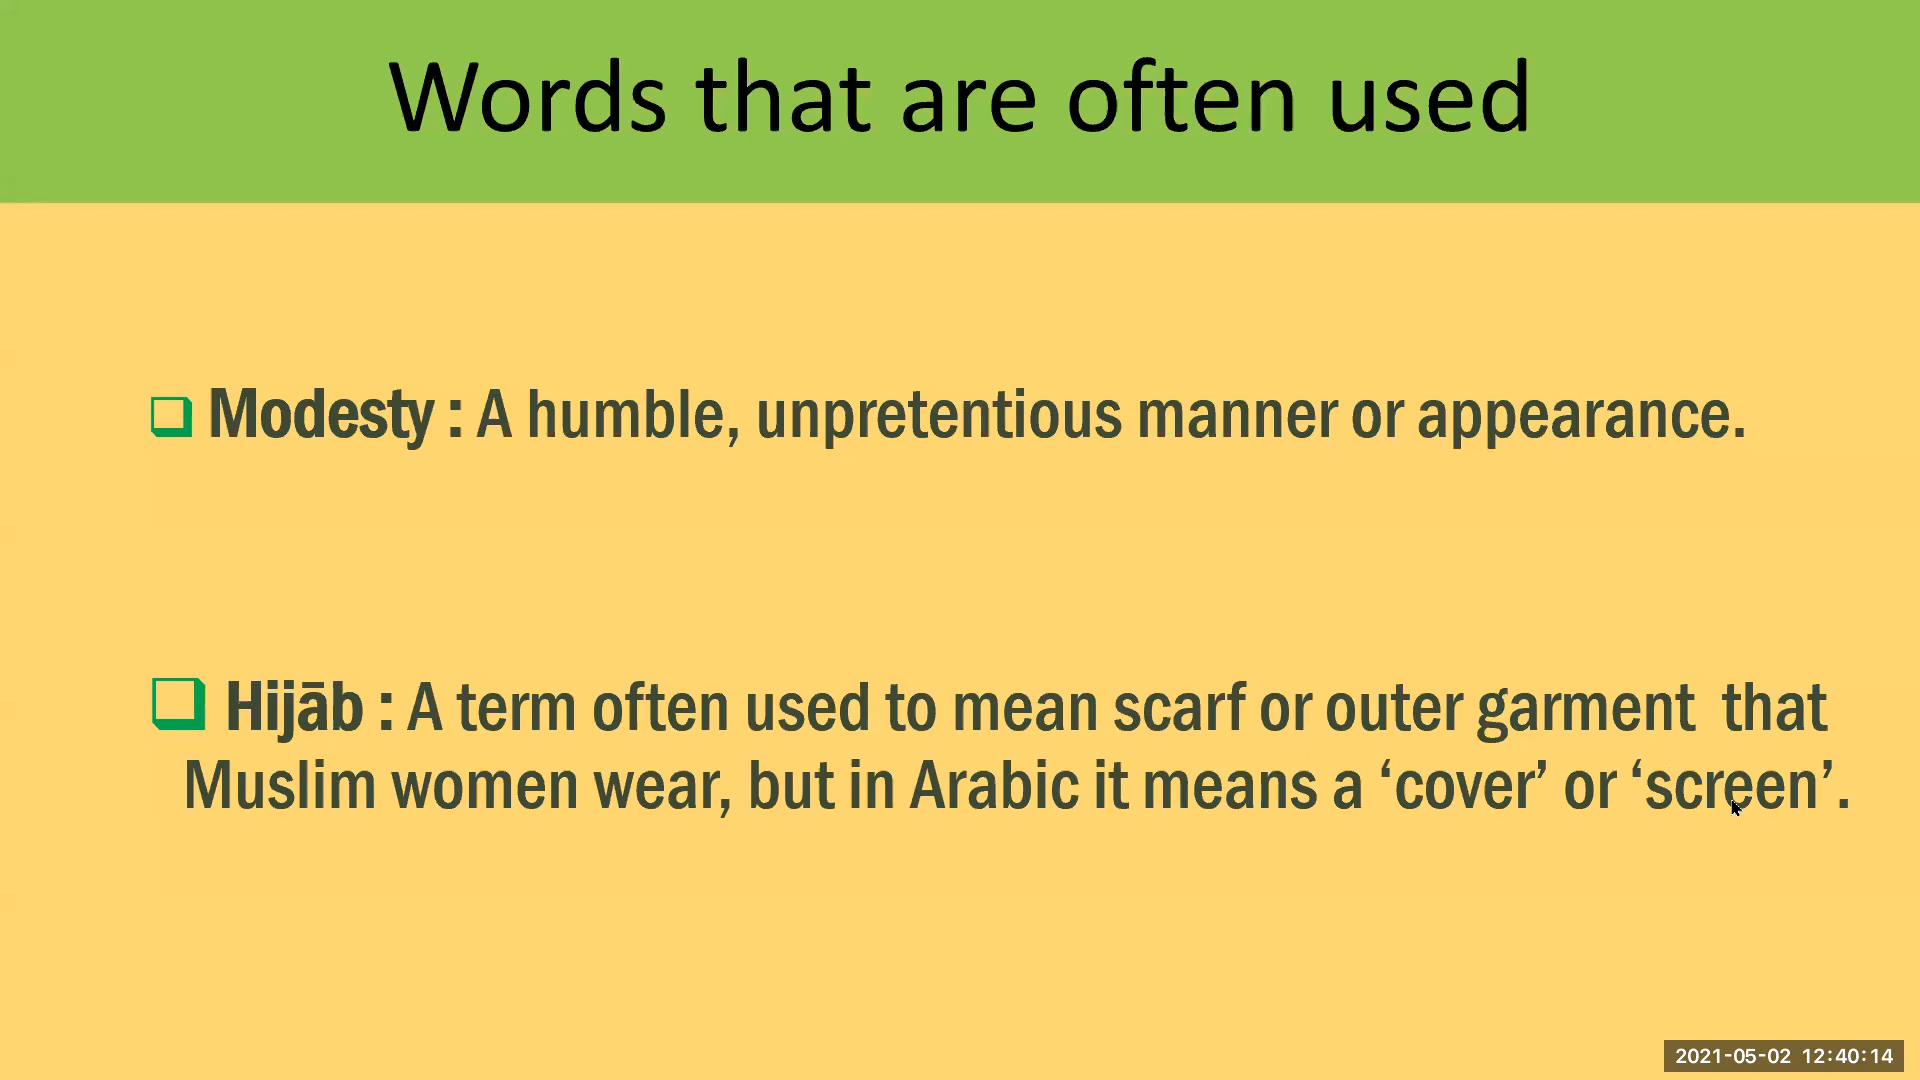 Words that are often used
Modesty : A humble, unpretentious manner or appearance.
Hijāb : A term often used to mean scarf or outer garment  that
Muslim women wear, but in Arabic it means a ‘cover’ or ‘screen’.
2021-05-02 12:40:14